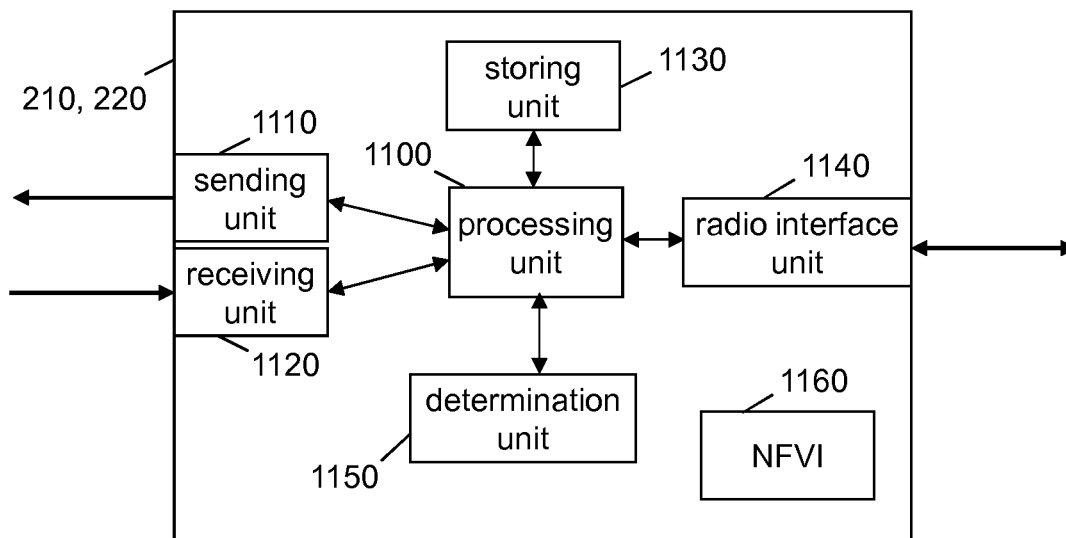 storing
unit
1130
210, 220
1110
1100
1140
sending
unit
processing
unit
radio interface
unit
receiving
unit
1120
determination
unit
1160
NFVI
1150